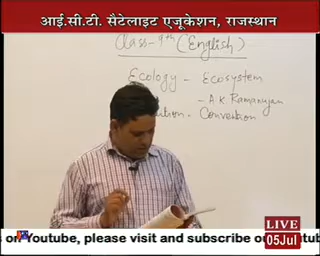 आई.सी.टी. सैटेलाइट एजूकेशन, राजस्थान
Class-9th (English)
Ecology - Ecosystem
- A K Ramanujan
Convention
LIVE
05Jul
on Youtube, please visit and subscribe